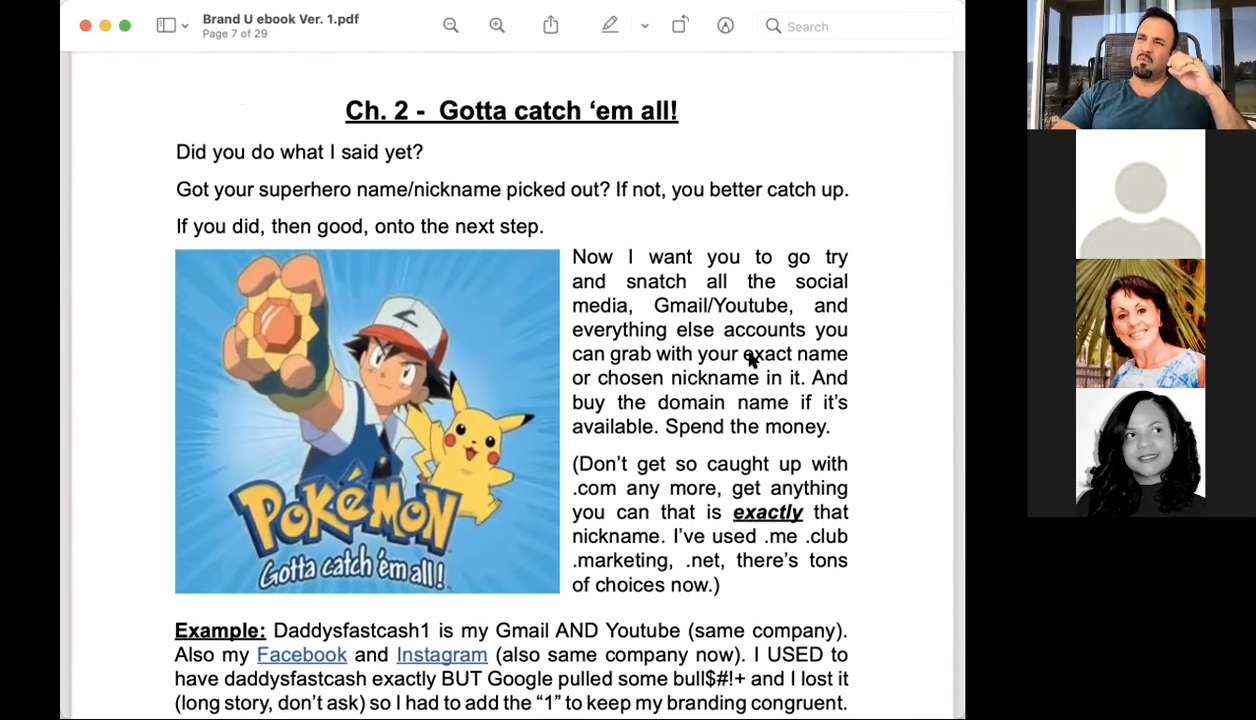 Brand U ebook Ver. 1.pdf
Page 7 of 29
Search
Ch. 2 - Gotta catch ‘em all!
Did you do what I said yet?
Got your superhero name/nickname picked out? If not, you better catch up.
If you did, then good, onto the next step.
Now I want you to go try
and snatch all the social
media, Gmail/Youtube, and
everything else accounts you
can grab with your exact name
or chosen nickname in it. And
buy the domain name if it’s
available. Spend the money.
(Don’t get so caught up with
.com any more, get anything
you can that is exactly that
nickname. I’ve used .me .club
.marketing, .net, there’s tons
of choices now.)
POKéMON
Gotta catch ‘em all!
Example: Daddysfastcash1 is my Gmail AND Youtube (same company).
Also my Facebook and Instagram (also same company now). I USED to
have daddysfastcash exactly BUT Google pulled some bull$#!+ and I lost it
(long story, don’t ask) so I had to add the “1” to keep my branding congruent.